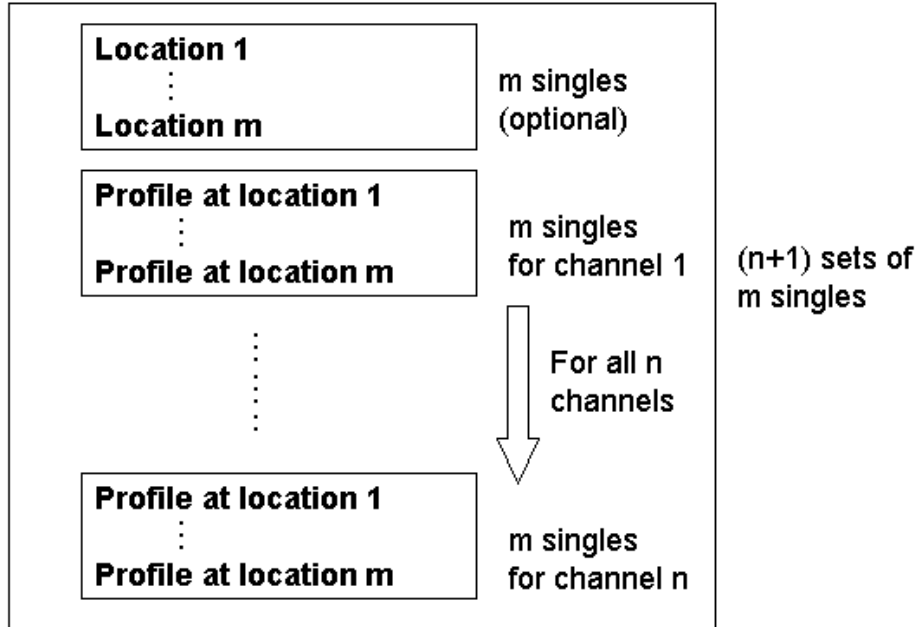 Location 1
Location m
m singles
(optional)
Profile at location 1
Profile at location m
m singles
for channel 1
(n+1) sets of
m singles
For all n
channels
Profile at location 1
Profile at location m
m singles
for channel n